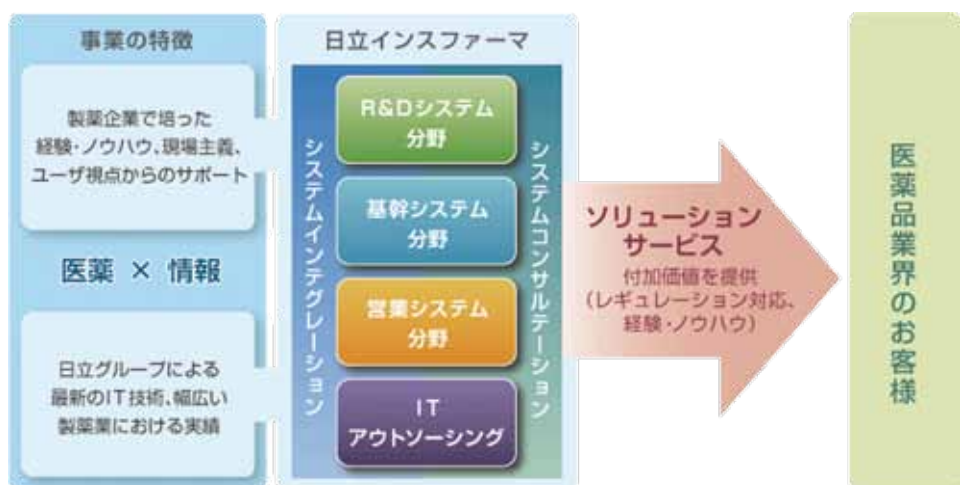 事業の特徴
製薬企業で培った
経験・ノウハウ、現場主義、
ユーザ視点からのサポート
医薬 × 情報
日立グループによる
最新のIT技術、幅広い
製薬業における実績
日立インスファーマ
システムインテグレーション
R&Dシステム
分野
基幹システム
分野
営業システム
分野
IT
アウトソーシング
システムコンサルテーション
ソリューション
サービス
付加価値を提供
(レギュレーション対応、
経験・ノウハウ)
医薬品業界のお客様